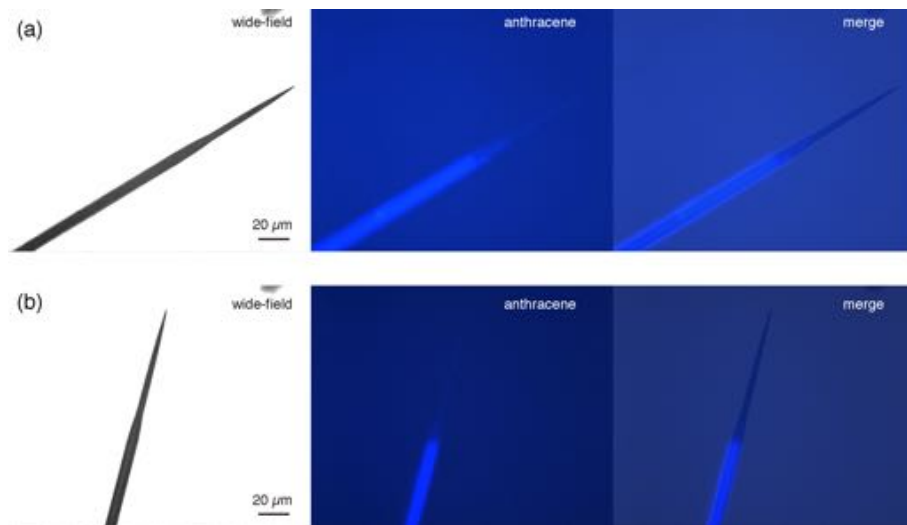 (a)
wide-field
anthracene
merge
20 μm
(b)
wide-field
anthracene
merge
20 μm